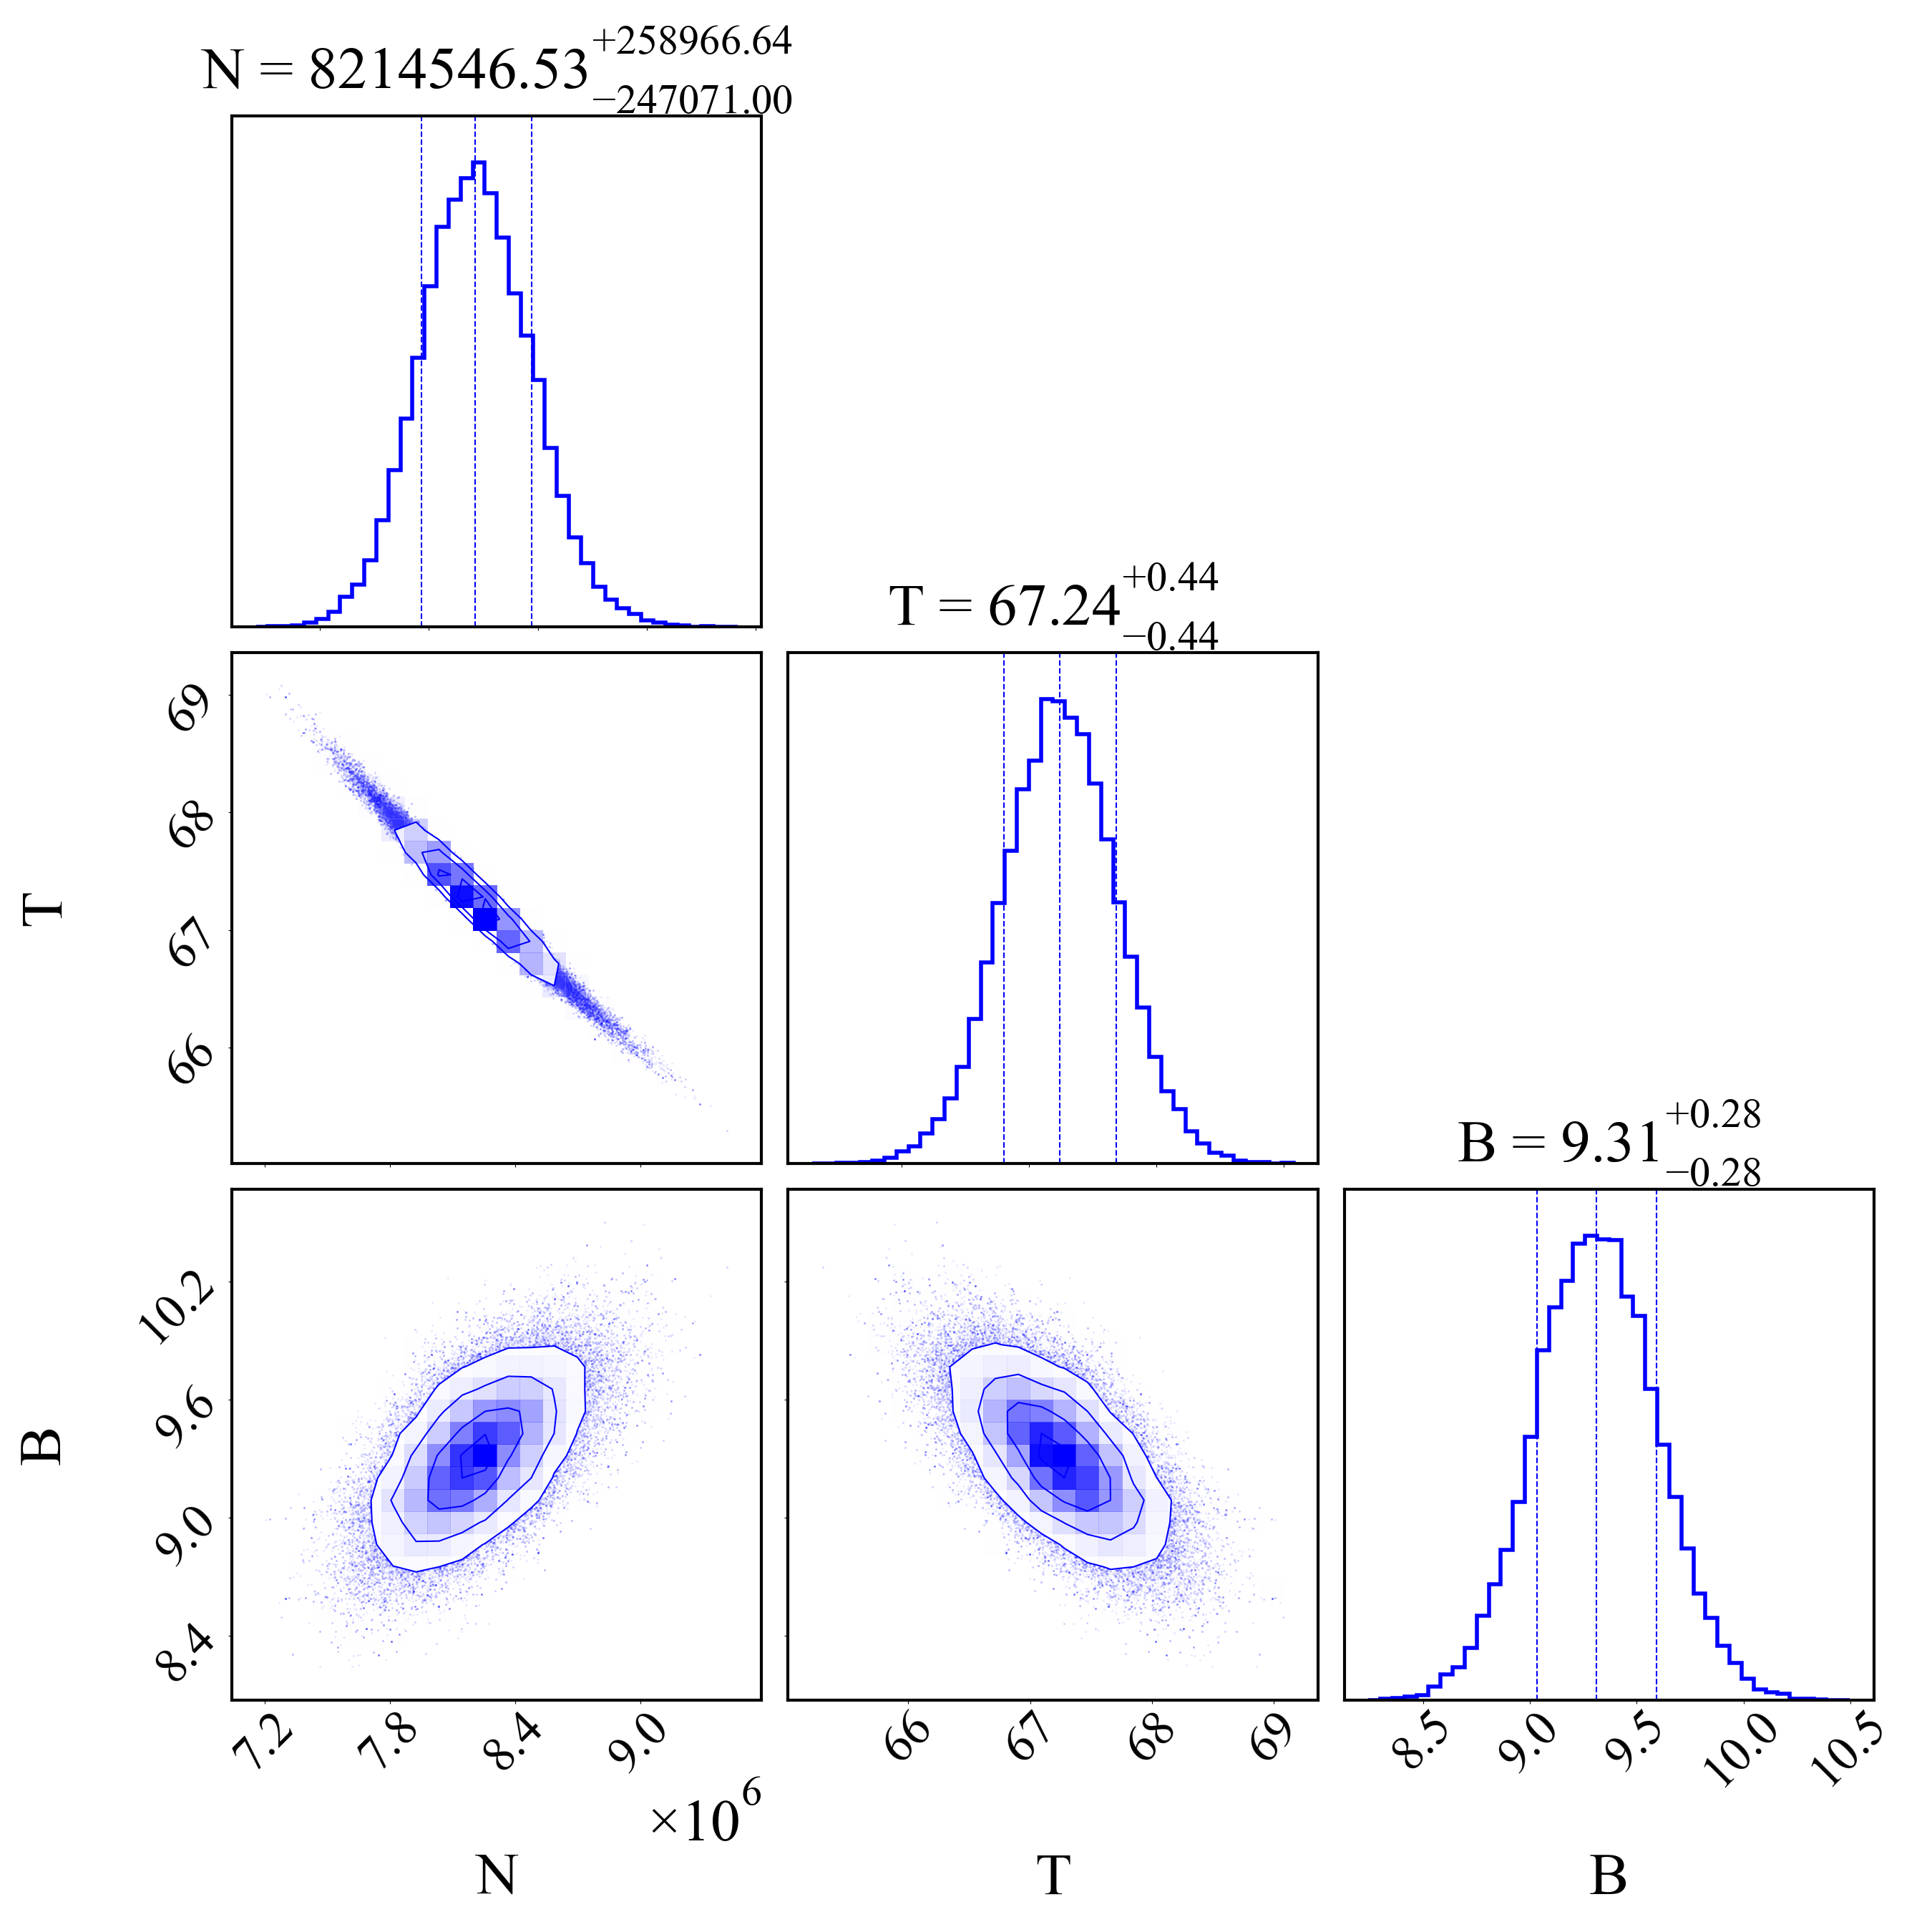 N = 8214546.53 +258966.64 −247071.00
T = 67.24 +0.44 −0.44
69
68
67
66
T
B = 9.31 +0.28 −0.28
10.2
9.6
9.0
8.4
B
7.2 7.8 8.4 9.0
×10^6
N
66 67 68 69
T
8.5 9.0 9.5 10.0 10.5
B